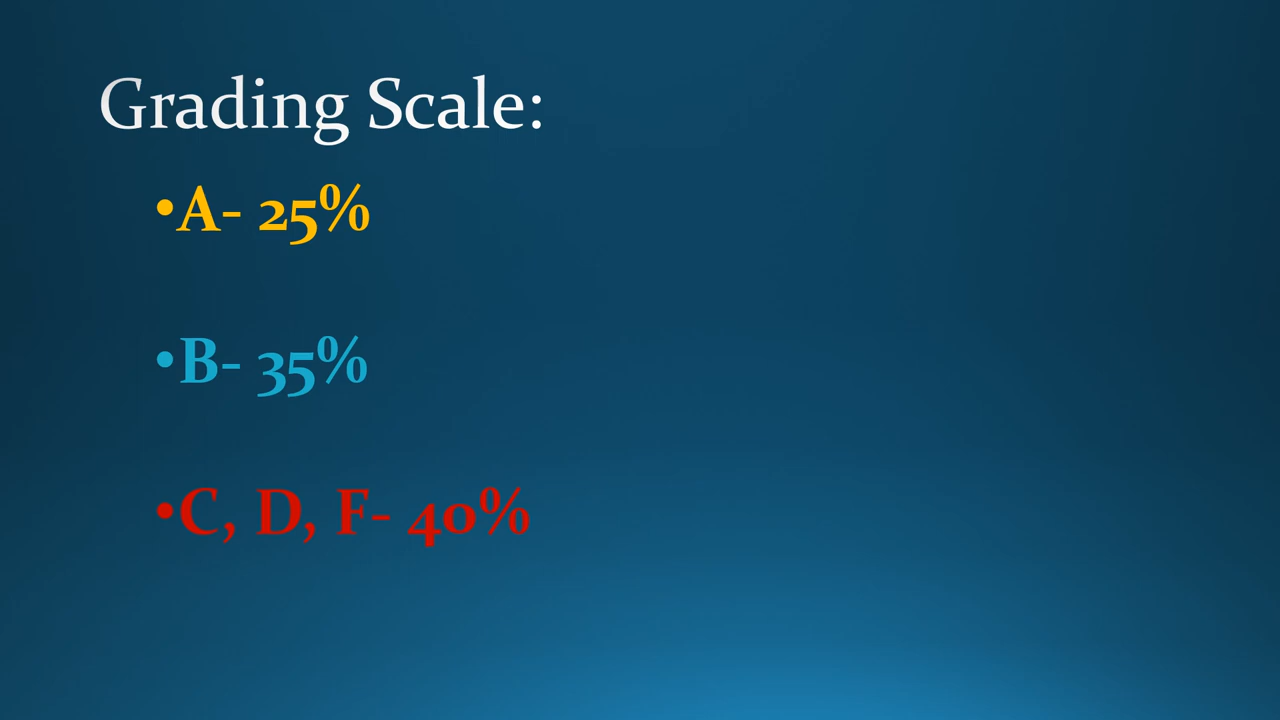 Grading Scale:
•A- 25%
•B- 35%
•C, D, F- 40%